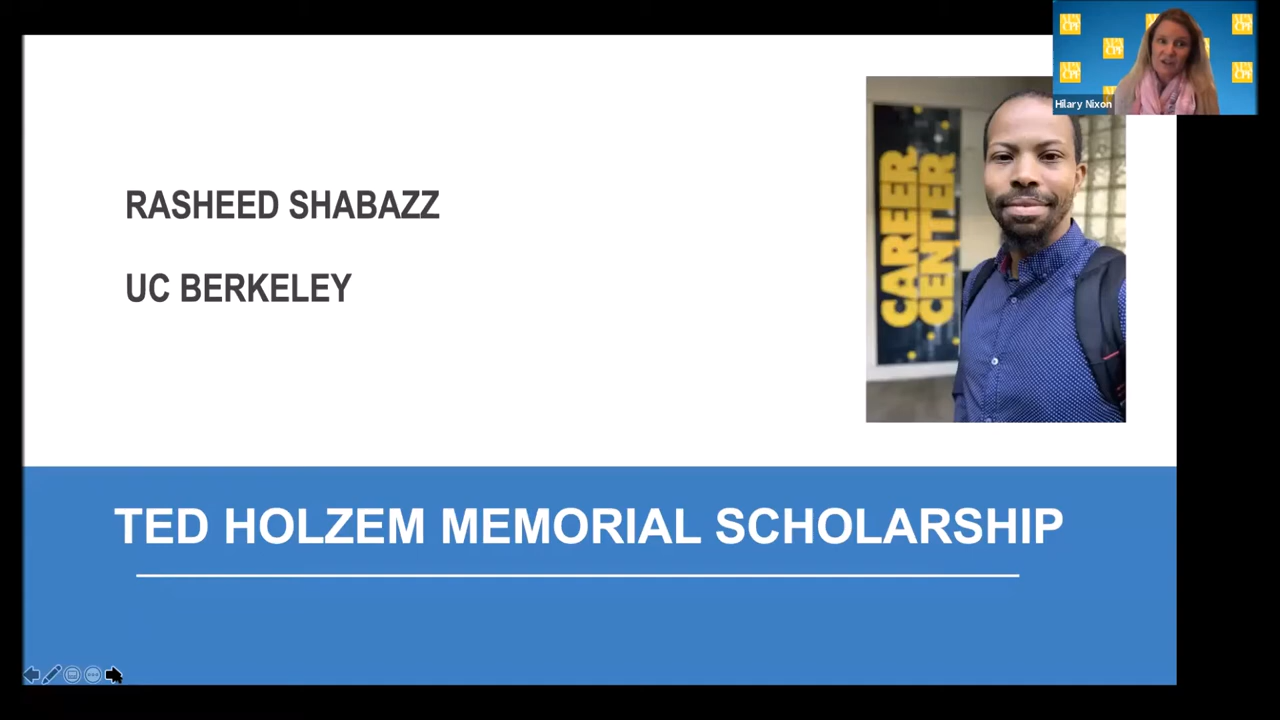 RASHEED SHABAZZ
UC BERKELEY
CAREER
CENTER
Hilary Nixon
TED HOLZEM MEMORIAL SCHOLARSHIP